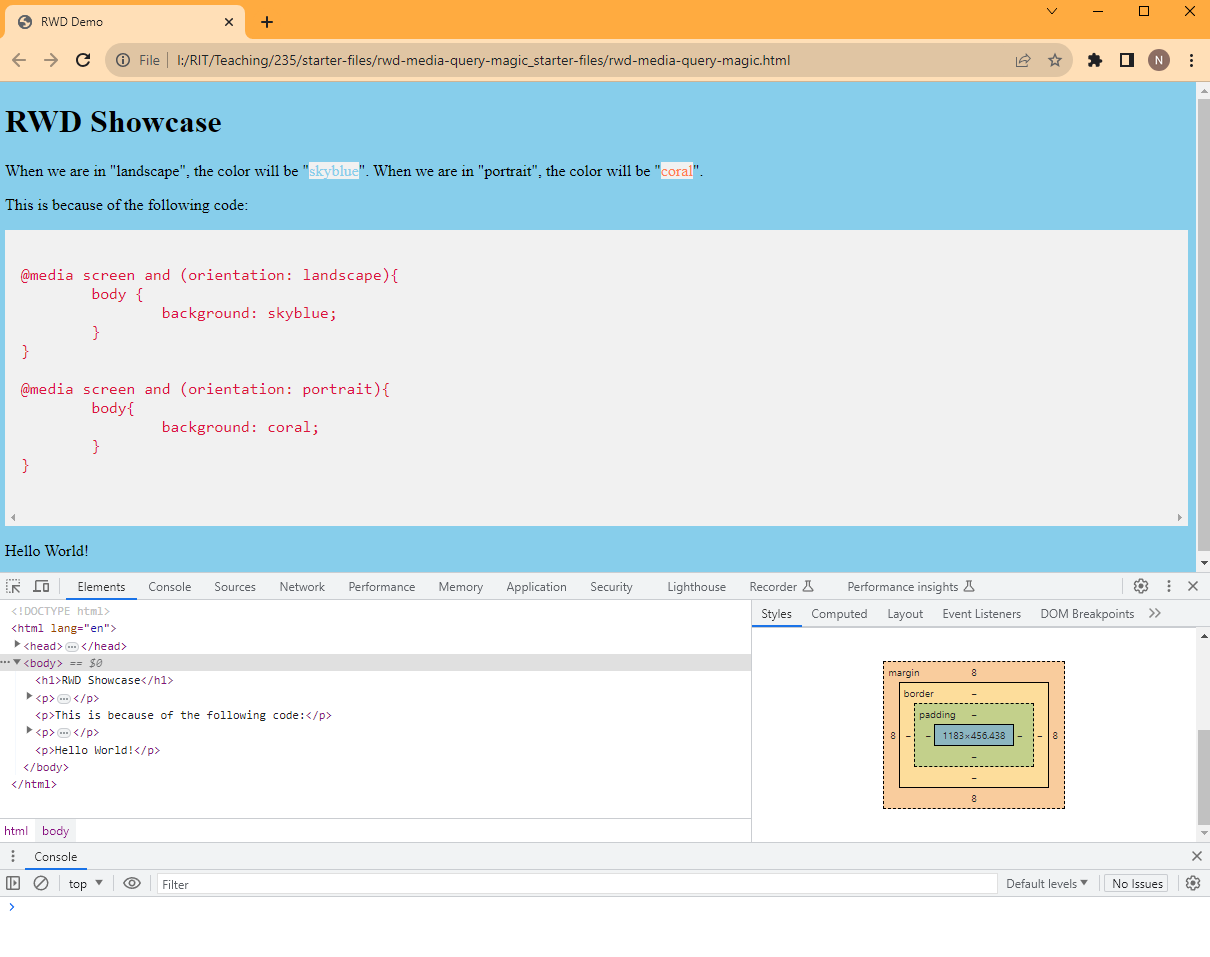 RWD Demo
File | I:/RIT/Teaching/235/starter-files/rwd-media-query-magic_starter-files/rwd-media-query-magic.html
N
RWD Showcase
When we are in "landscape", the color will be "skyblue". When we are in "portrait", the color will be "coral".
This is because of the following code:
@media screen and (orientation: landscape){
body {
background: skyblue;
}
}
@media screen and (orientation: portrait){
body{
background: coral;
}
}
Hello World!
Elements Console Sources Network Performance Memory Application Security Lighthouse Recorder Performance insights
<!DOCTYPE html>
<html lang="en">
<head>…</head>
<body> == $0
<h1>RWD Showcase</h1>
<p>…</p>
<p>This is because of the following code:</p>
<p>…</p>
<p>Hello World!</p>
</body>
</html>
html body
Styles Computed Layout Event Listeners DOM Breakpoints
margin 8
border –
padding –
8 – – 1183×456.438 – – 8
–
–
8
Console
top Filter Default levels No Issues